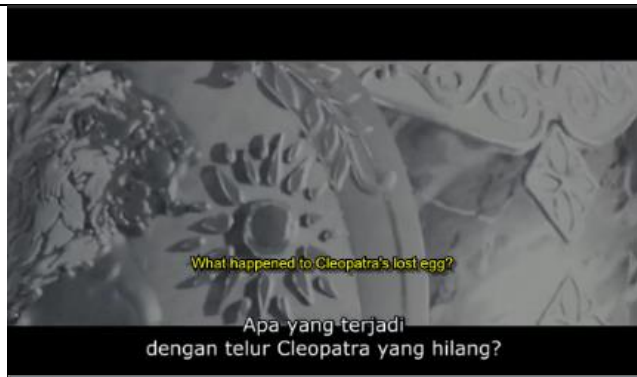 What happened to Cleopatra's lost egg?
Apa yang terjadi
dengan telur Cleopatra yang hilang?